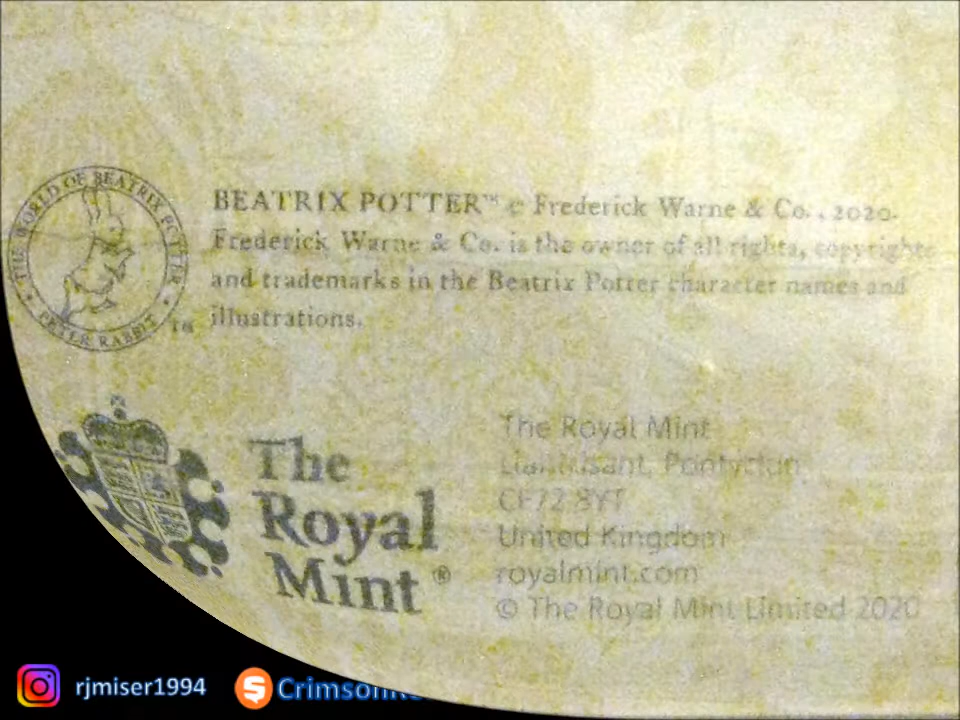 THE WORLD OF BEATRIX POTTER
PETER RABBIT
TM
BEATRIX POTTER™ © Frederick Warne & Co., 2020.
Frederick Warne & Co. is the owner of all rights, copyrights
and trademarks in the Beatrix Potter character names and
illustrations.
The
Royal
Mint®
The Royal Mint
Llantrisant, Pontyclun
CF72 8YT
United Kingdom
royalmint.com
© The Royal Mint Limited 2020
rjmiser1994